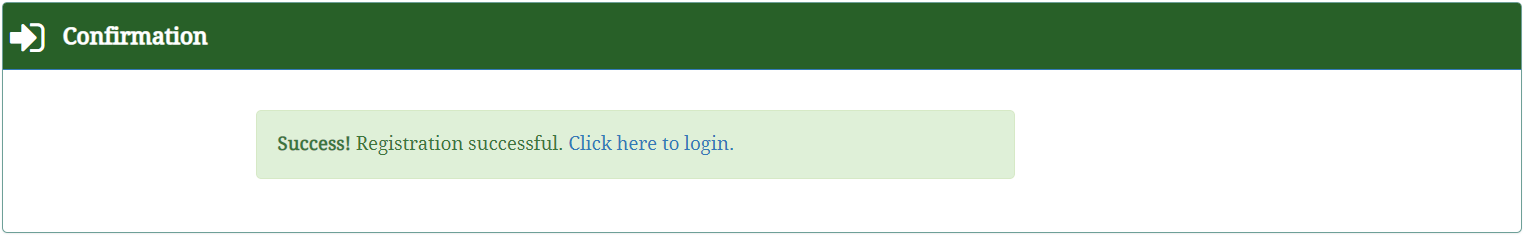 Confirmation
Success! Registration successful. Click here to login.